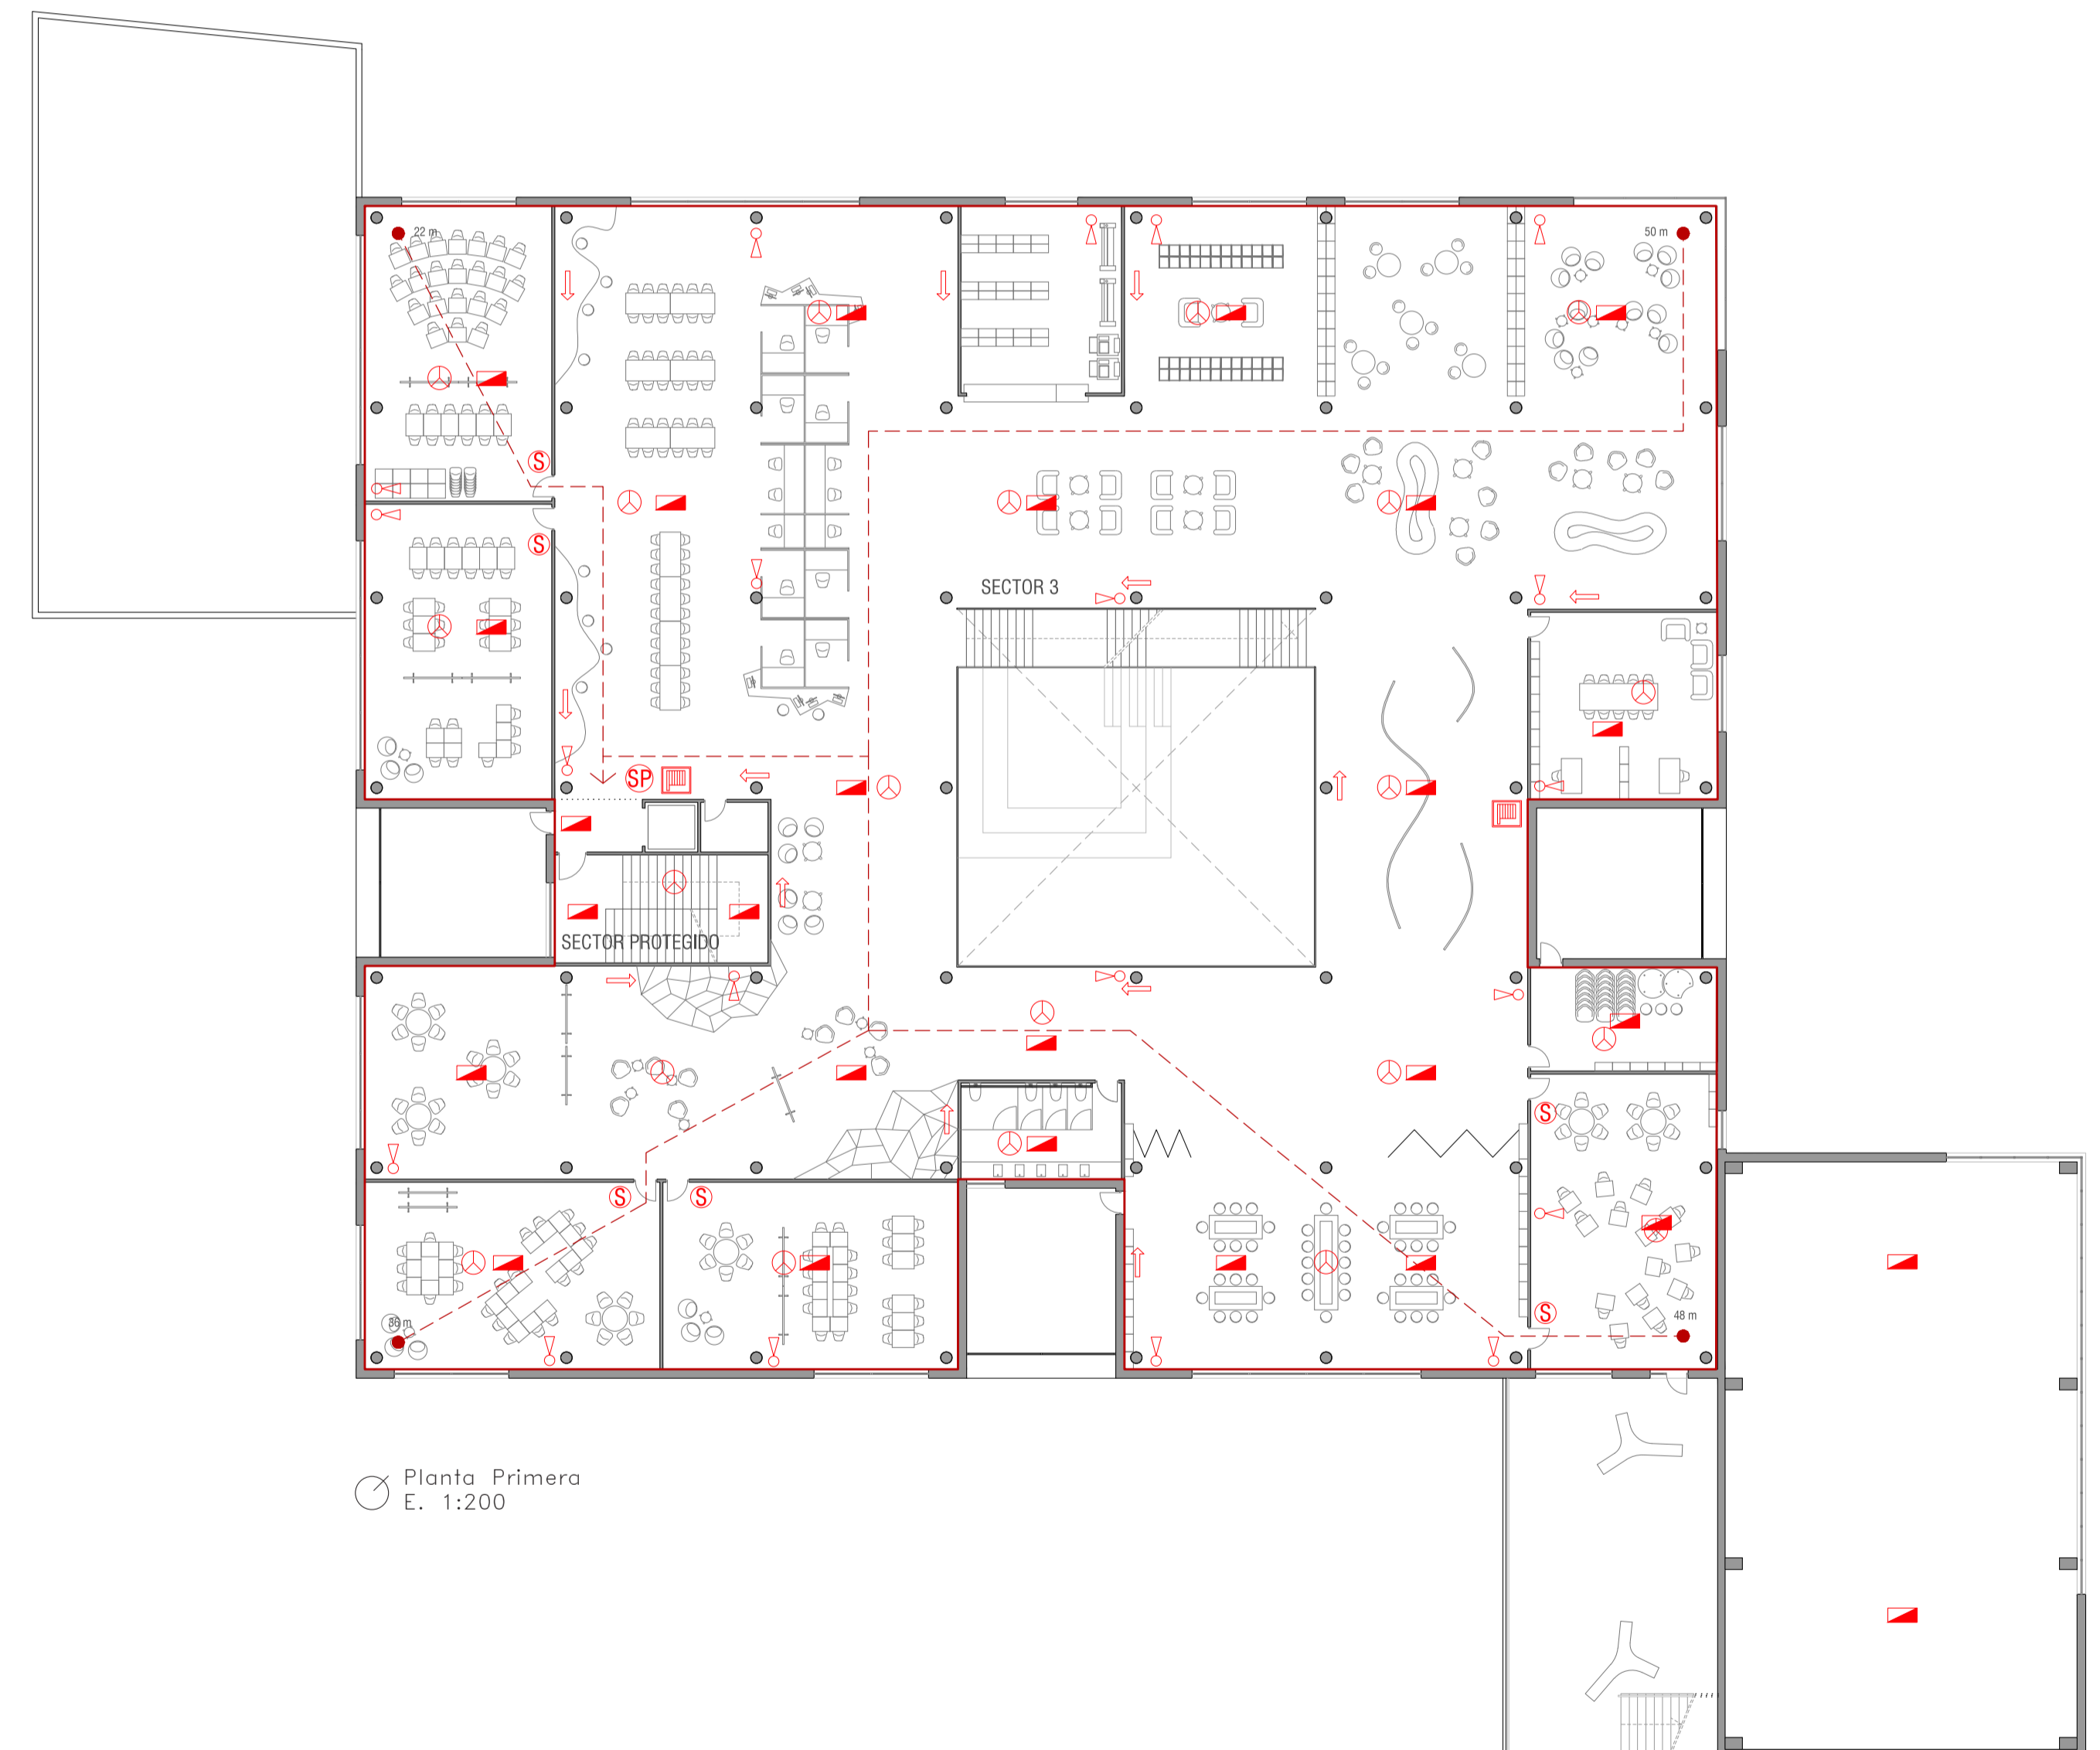 22 m
50 m
S
S
SECTOR 3
SP
SECTOR PROTEGIDO
S
S
S
S
36 m
48 m
Planta Primera
E. 1:200